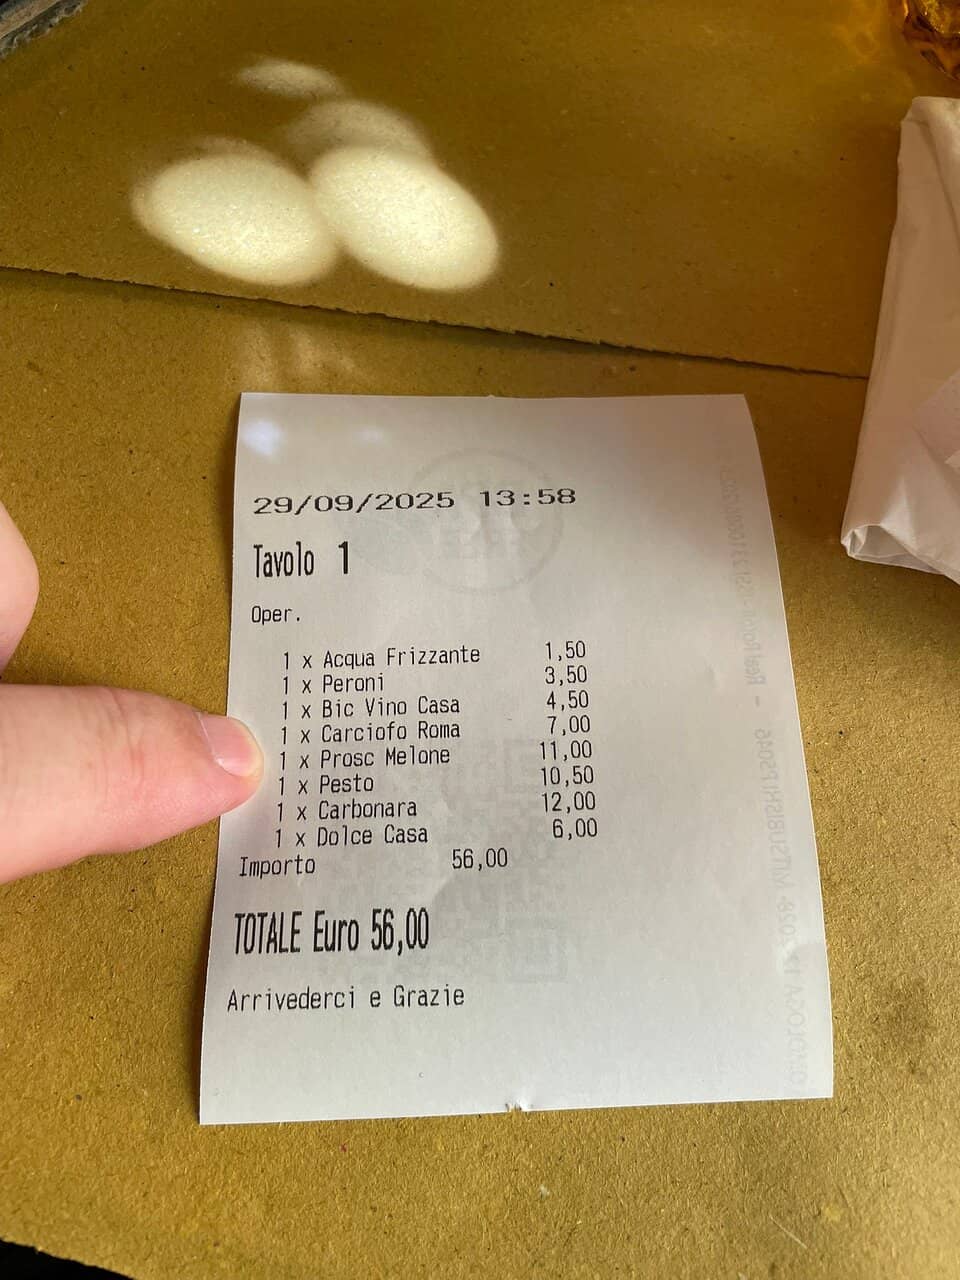 29/09/2025 13:58
Tavolo 1
Oper.
1 x Acqua Frizzante 1,50
1 x Peroni 3,50
1 x Bic Vino Casa 4,50
1 x Carciofo Roma 7,00
1 x Prosc Melone 11,00
1 x Pesto 10,50
1 x Carbonara 12,00
1 x Dolce Casa 6,00
Importo 56,00
TOTALE Euro 56,00
Arrivederci e Grazie